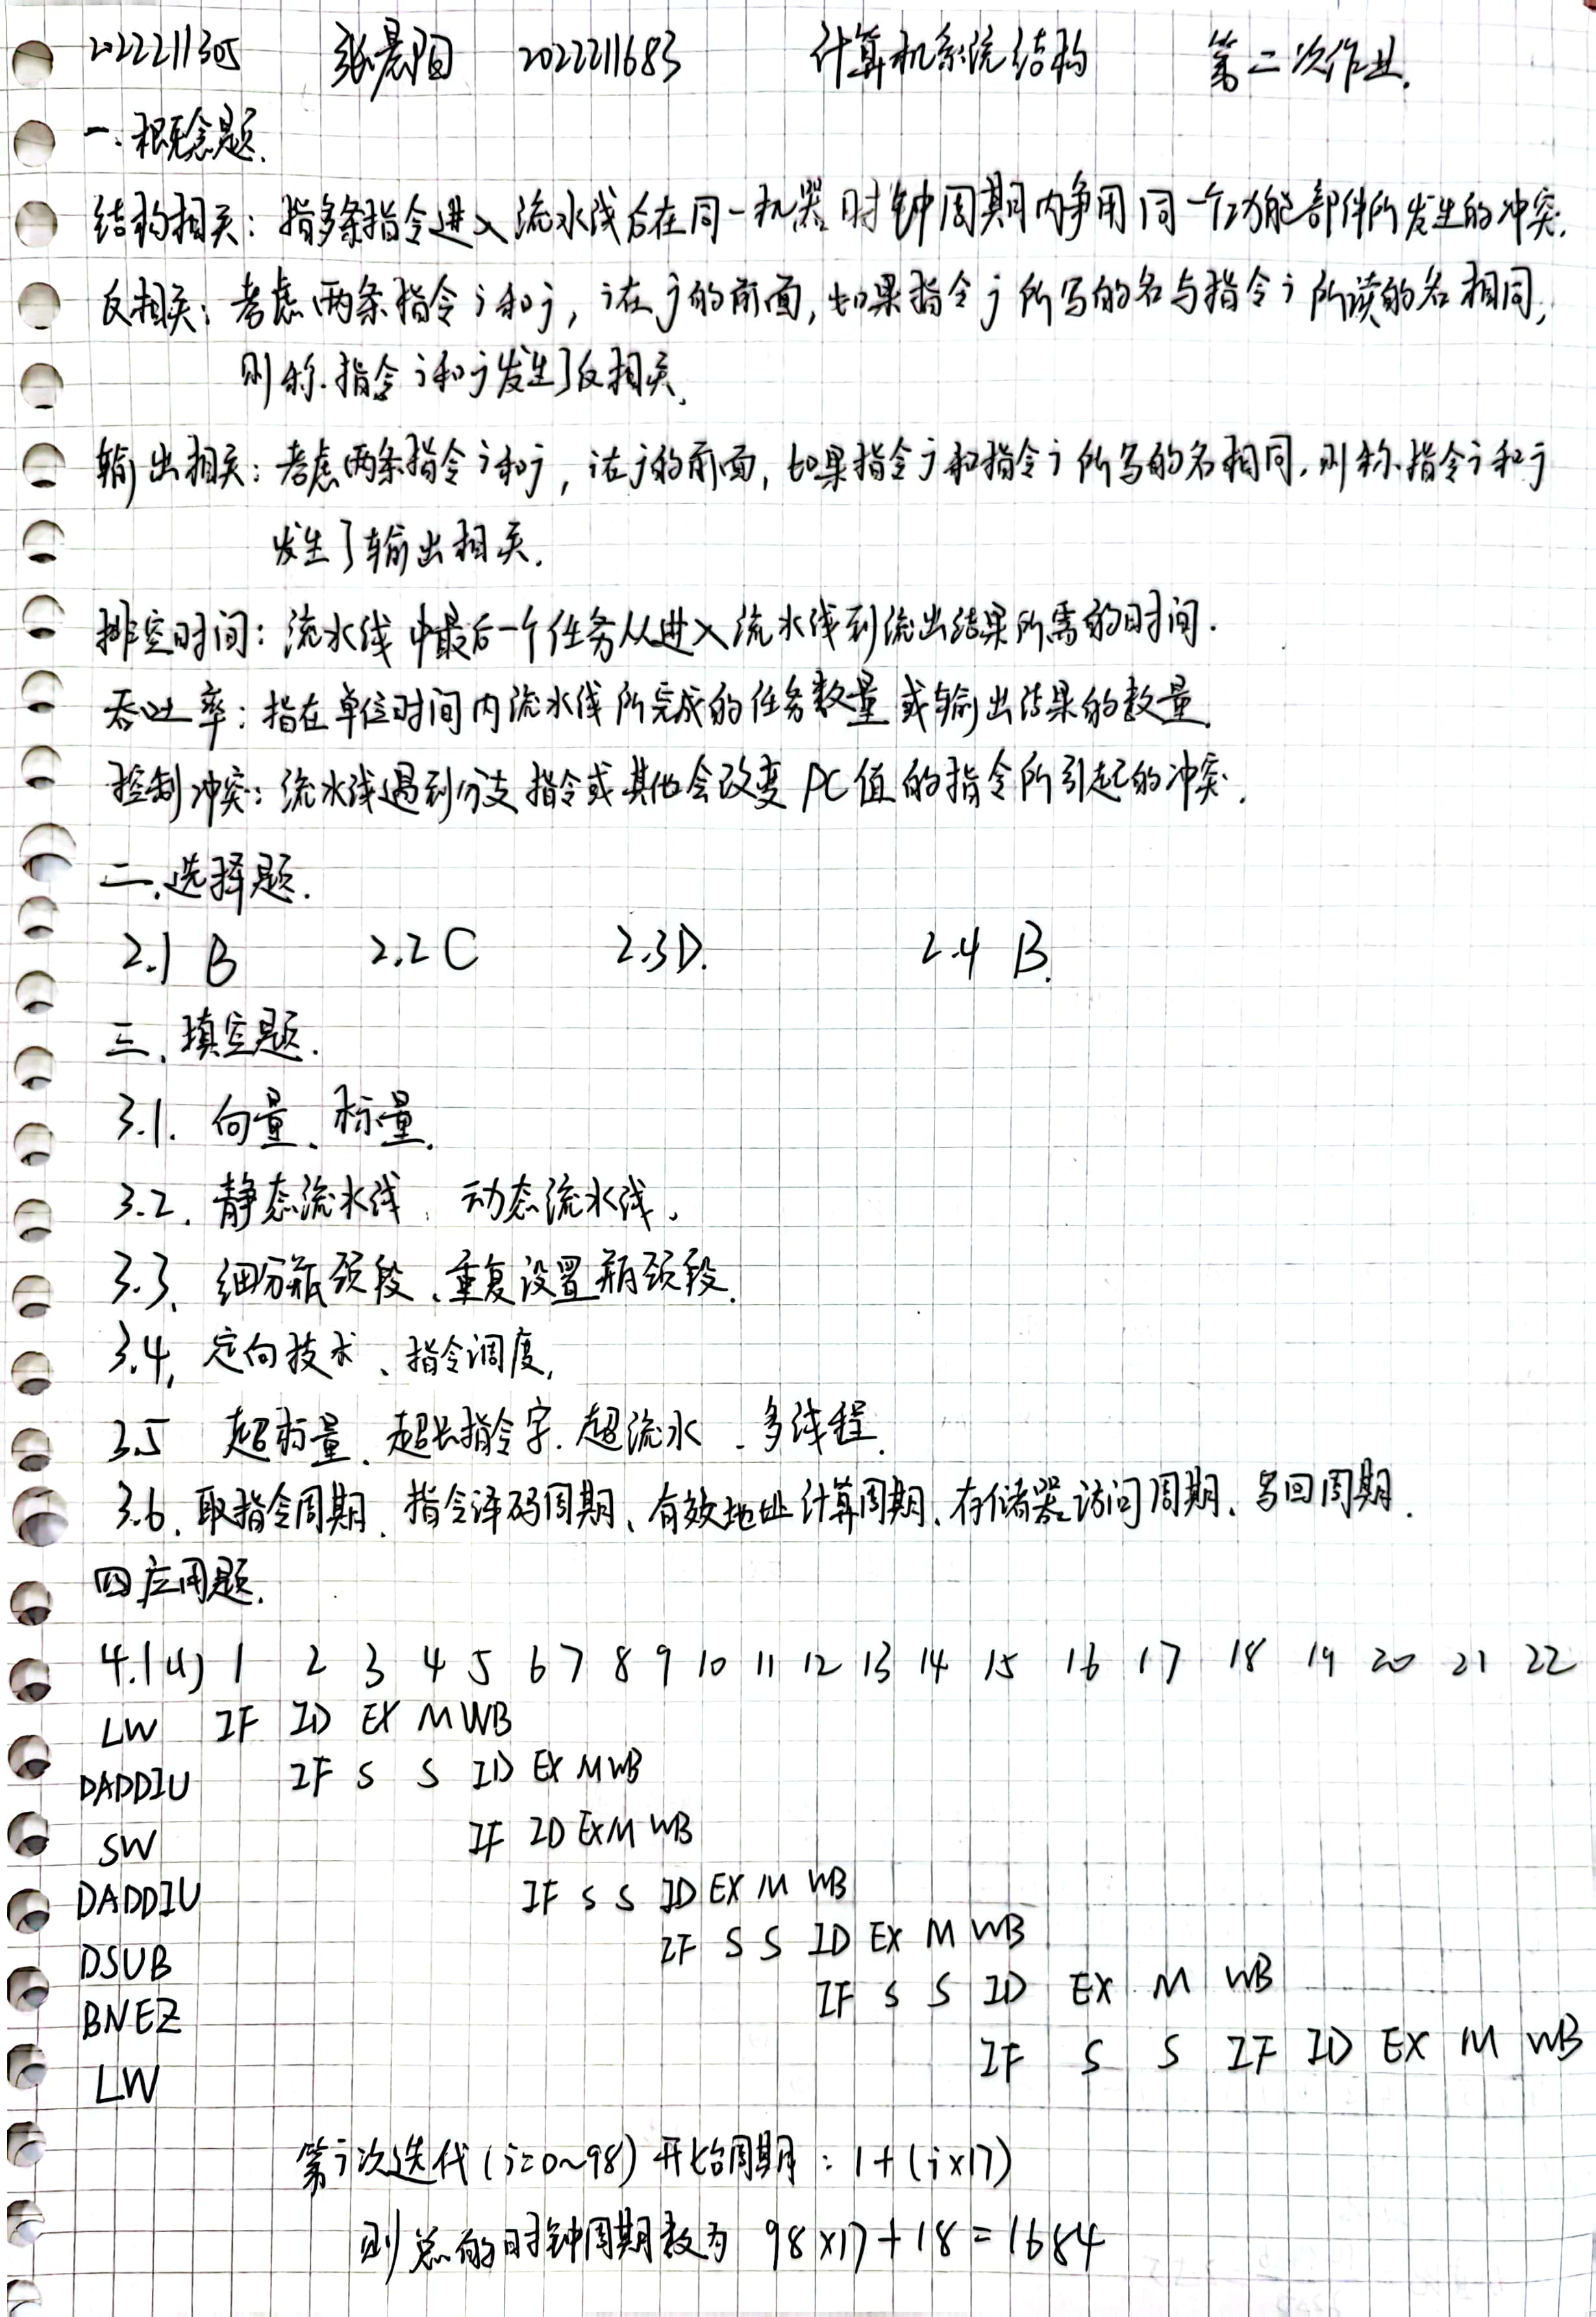 2022211305 张晨阳 2022211683 计算机系统结构 第二次作业.
一.概念题.
结构相关:指多条指令进入流水线后在同一机器时钟周期内争用同一个功能部件所发生的冲突.
反相关:考虑两条指令i和j,i在j的前面,如果指令j所写的名与指令i所读的名相同,
则称指令i和j发生了反相关.
输出相关:考虑两条指令i和j,i在j的前面,如果指令j和指令i所写的名相同,则称指令i和j
发生了输出相关.
排空时间:流水线中最后一个任务从进入流水线到流出结果所需的时间.
吞吐率:指在单位时间内流水线所完成的任务数量或输出结果的数量.
控制冲突:流水线遇到分支指令或其他会改变PC值的指令所引起的冲突.
二.选择题.
2.1 B 2.2 C 2.3 D. 2.4 B.
三.填空题.
3.1. 向量、标量.
3.2. 静态流水线、动态流水线.
3.3. 细分瓶颈段、重复设置瓶颈段.
3.4. 定向技术、指令调度.
3.5 超标量、超长指令字、超流水、多线程.
3.6. 取指令周期、指令译码周期、有效地址计算周期、存储器访问周期、写回周期.
四应用题.
4.1 (1) 1 2 3 4 5 6 7 8 9 10 11 12 13 14 15 16 17 18 19 20 21 22
LW IF ID EX M WB
DADDIU IF S S ID EX M WB
SW IF ID EX M WB
DADDIU IF S S ID EX M WB
DSUB IF S S ID EX M WB
BNEZ IF S S ID EX M WB
LW IF S S IF ID EX M WB
第i次迭代(i=0~98)开始周期:1+(i×17)
则总的时钟周期数为 98×17+18=1684